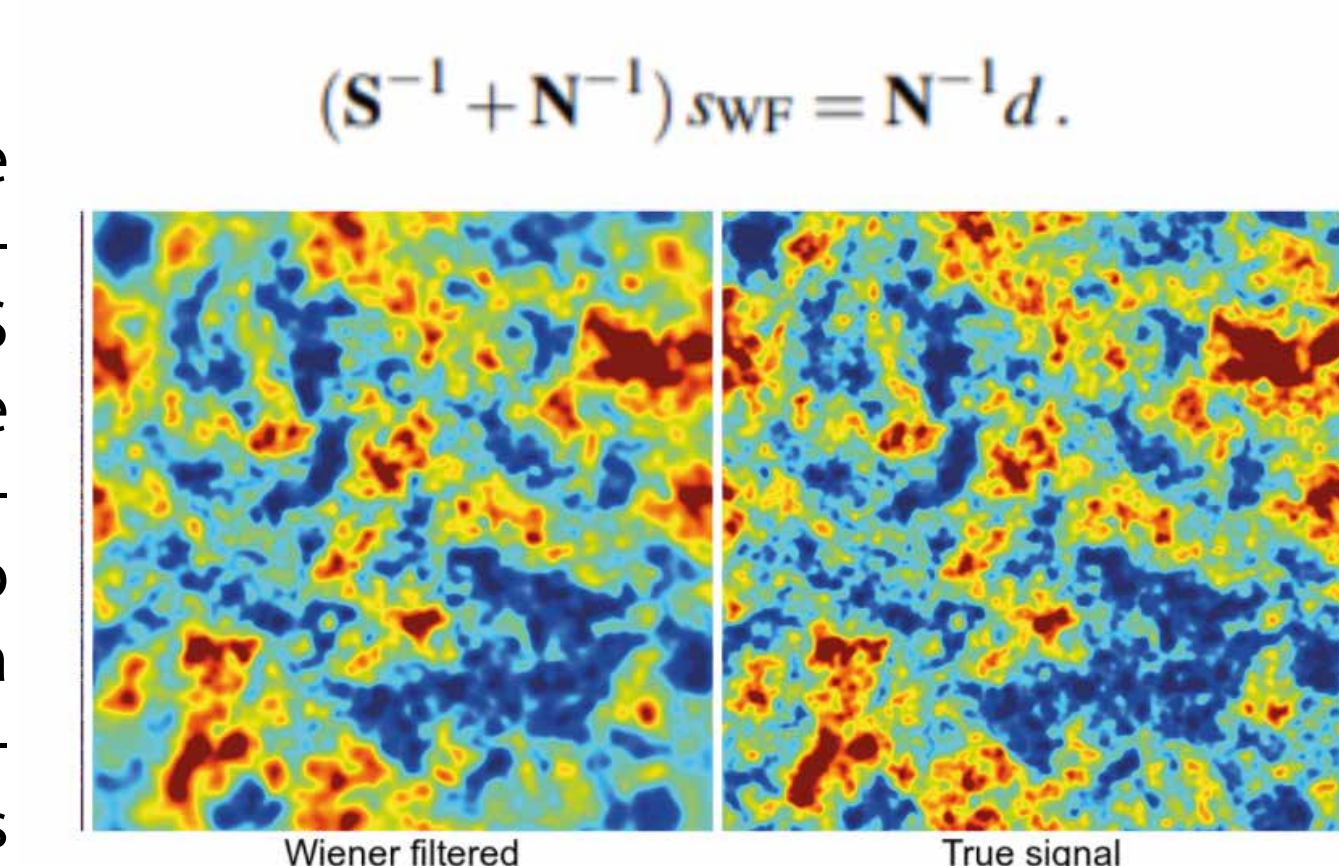 (S⁻¹ + N⁻¹) s_WF = N⁻¹d .
Wiener filtered
True signal